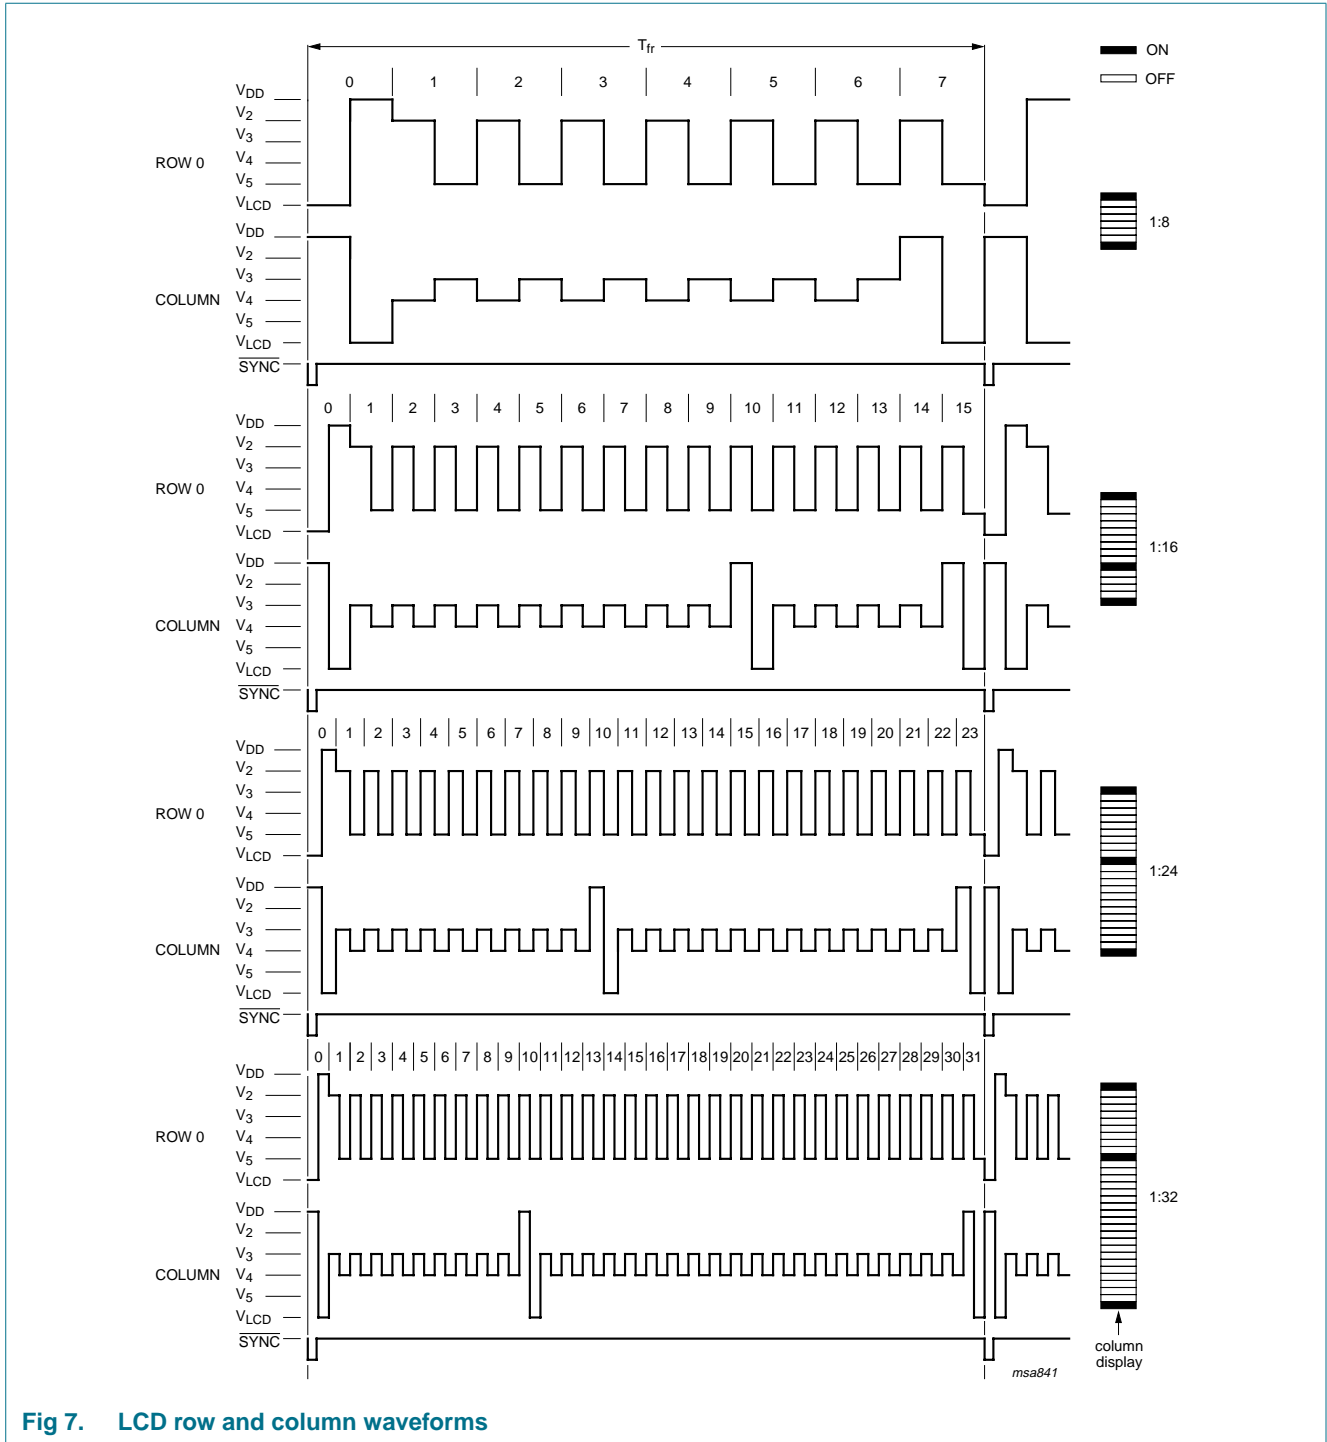 Tfr
ON
OFF
0 1 2 3 4 5 6 7
VDD
V2
V3
ROW 0 V4
V5
VLCD
1:8
VDD
V2
V3
COLUMN V4
V5
VLCD
SYNC
0 1 2 3 4 5 6 7 8 9 10 11 12 13 14 15
VDD
V2
V3
ROW 0 V4
V5
VLCD
1:16
VDD
V2
V3
COLUMN V4
V5
VLCD
SYNC
0 1 2 3 4 5 6 7 8 9 10 11 12 13 14 15 16 17 18 19 20 21 22 23
VDD
V2
V3
ROW 0 V4
V5
VLCD
1:24
VDD
V2
V3
COLUMN V4
V5
VLCD
SYNC
0 1 2 3 4 5 6 7 8 9 10 11 12 13 14 15 16 17 18 19 20 21 22 23 24 25 26 27 28 29 30 31
VDD
V2
V3
ROW 0 V4
V5
VLCD
1:32
VDD
V2
V3
COLUMN V4
V5
VLCD
SYNC
column
display
msa841
Fig 7. LCD row and column waveforms